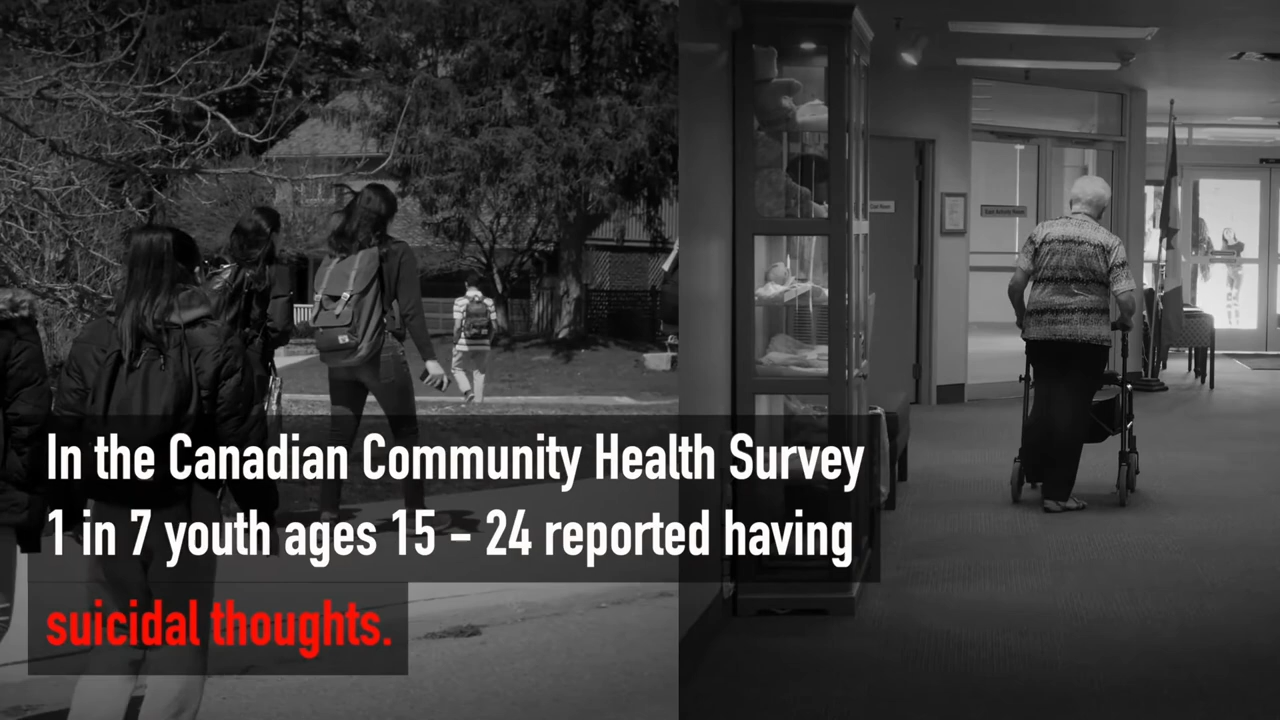 In the Canadian Community Health Survey
1 in 7 youth ages 15 – 24 reported having
suicidal thoughts.